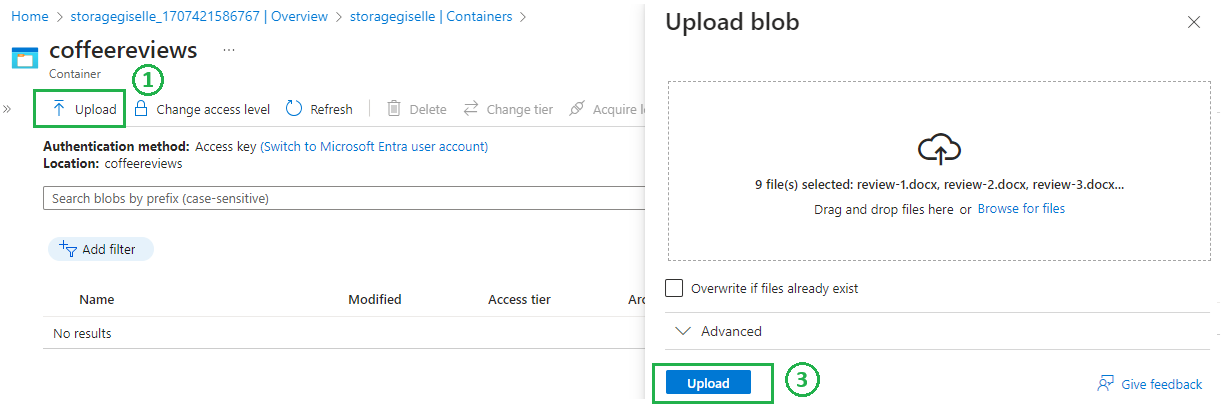 Home > storagegiselle_1707421586767 | Overview > storagegiselle | Containers >
coffeereviews ...
Container
1
» Upload Change access level Refresh Delete Change tier Acquire l
Authentication method: Access key (Switch to Microsoft Entra user account)
Location: coffeereviews
Search blobs by prefix (case-sensitive)
Add filter
Name Modified Access tier Arc
No results
Upload blob
9 file(s) selected: review-1.docx, review-2.docx, review-3.docx...
Drag and drop files here or Browse for files
Overwrite if files already exist
Advanced
Upload 3 Give feedback